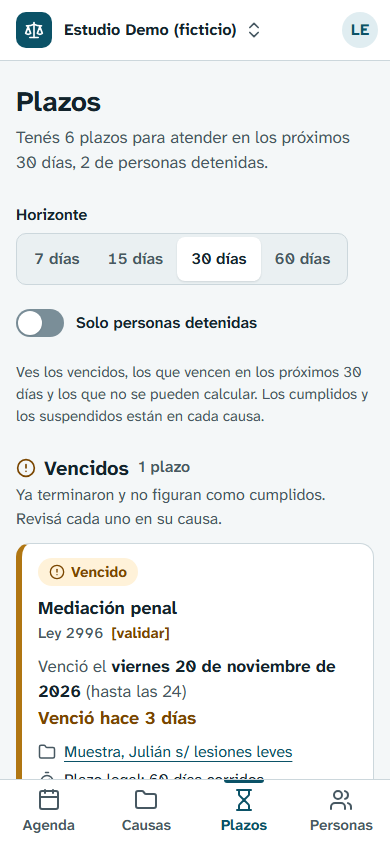 Estudio Demo (ficticio)
LE
Plazos
Tenés 6 plazos para atender en los próximos
30 días, 2 de personas detenidas.
Horizonte
7 días 15 días 30 días 60 días
Solo personas detenidas
Ves los vencidos, los que vencen en los próximos 30
días y los que no se pueden calcular. Los cumplidos y
los suspendidos están en cada causa.
Vencidos 1 plazo
Ya terminaron y no figuran como cumplidos.
Revisá cada uno en su causa.
Vencido
Mediación penal
Ley 2996 [validar]
Venció el viernes 20 de noviembre de
2026 (hasta las 24)
Venció hace 3 días
Muestra, Julián s/ lesiones leves
Plazo legal: 60 días corridos
Agenda Causas Plazos Personas